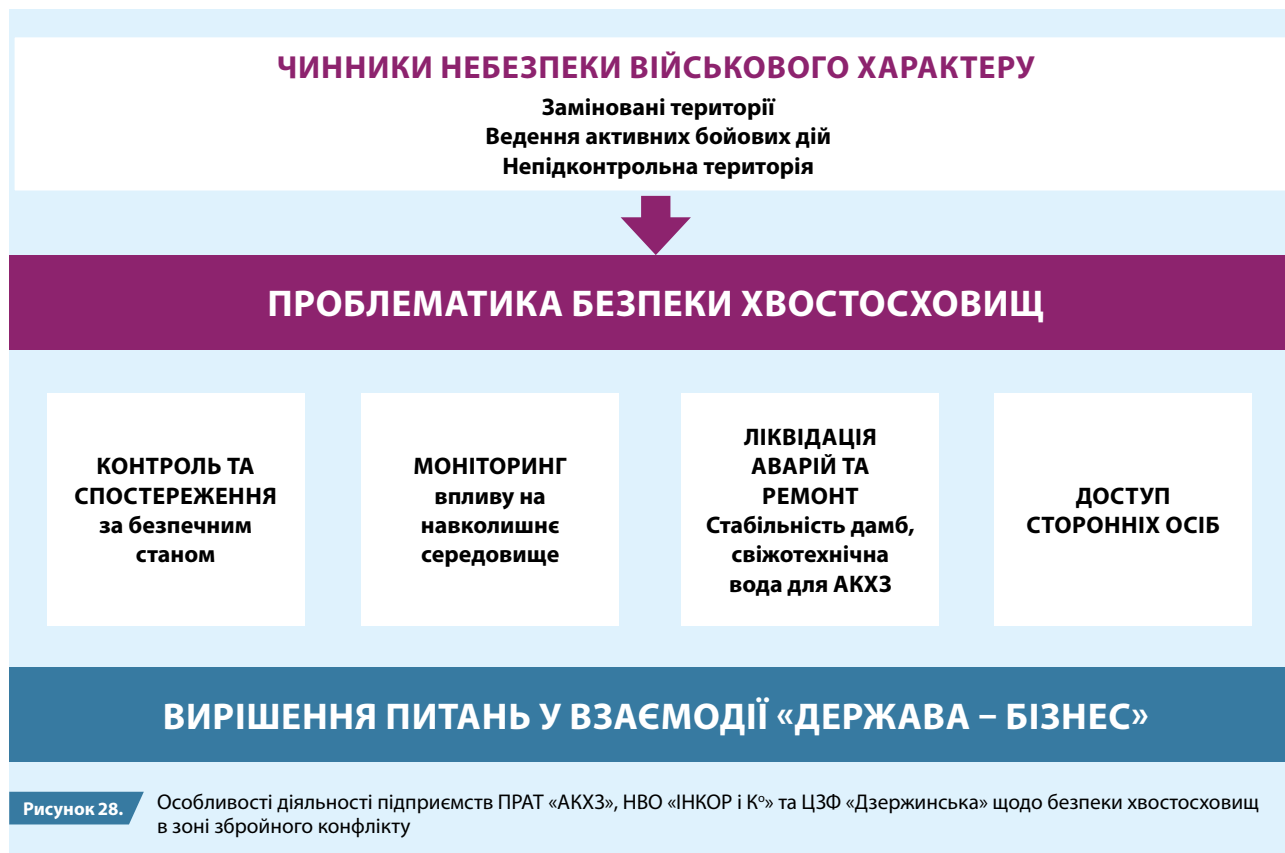 ЧИННИКИ НЕБЕЗПЕКИ ВІЙСЬКОВОГО ХАРАКТЕРУ
Заміновані території
Ведення активних бойових дій
Непідконтрольна територія
ПРОБЛЕМАТИКА БЕЗПЕКИ ХВОСТОСХОВИЩ
КОНТРОЛЬ ТА
СПОСТЕРЕЖЕННЯ
за безпечним
станом
МОНІТОРИНГ
впливу на
навколишнє
середовище
ЛІКВІДАЦІЯ
АВАРІЙ ТА
РЕМОНТ
Стабільність дамб,
свіжотехнічна
вода для АКХЗ
ДОСТУП
СТОРОННІХ ОСІБ
ВИРІШЕННЯ ПИТАНЬ У ВЗАЄМОДІЇ «ДЕРЖАВА – БІЗНЕС»
Рисунок 28.
Особливості діяльності підприємств ПРАТ «АКХЗ», НВО «ІНКОР і Кº» та ЦЗФ «Дзержинська» щодо безпеки хвостосховищ
в зоні збройного конфлікту